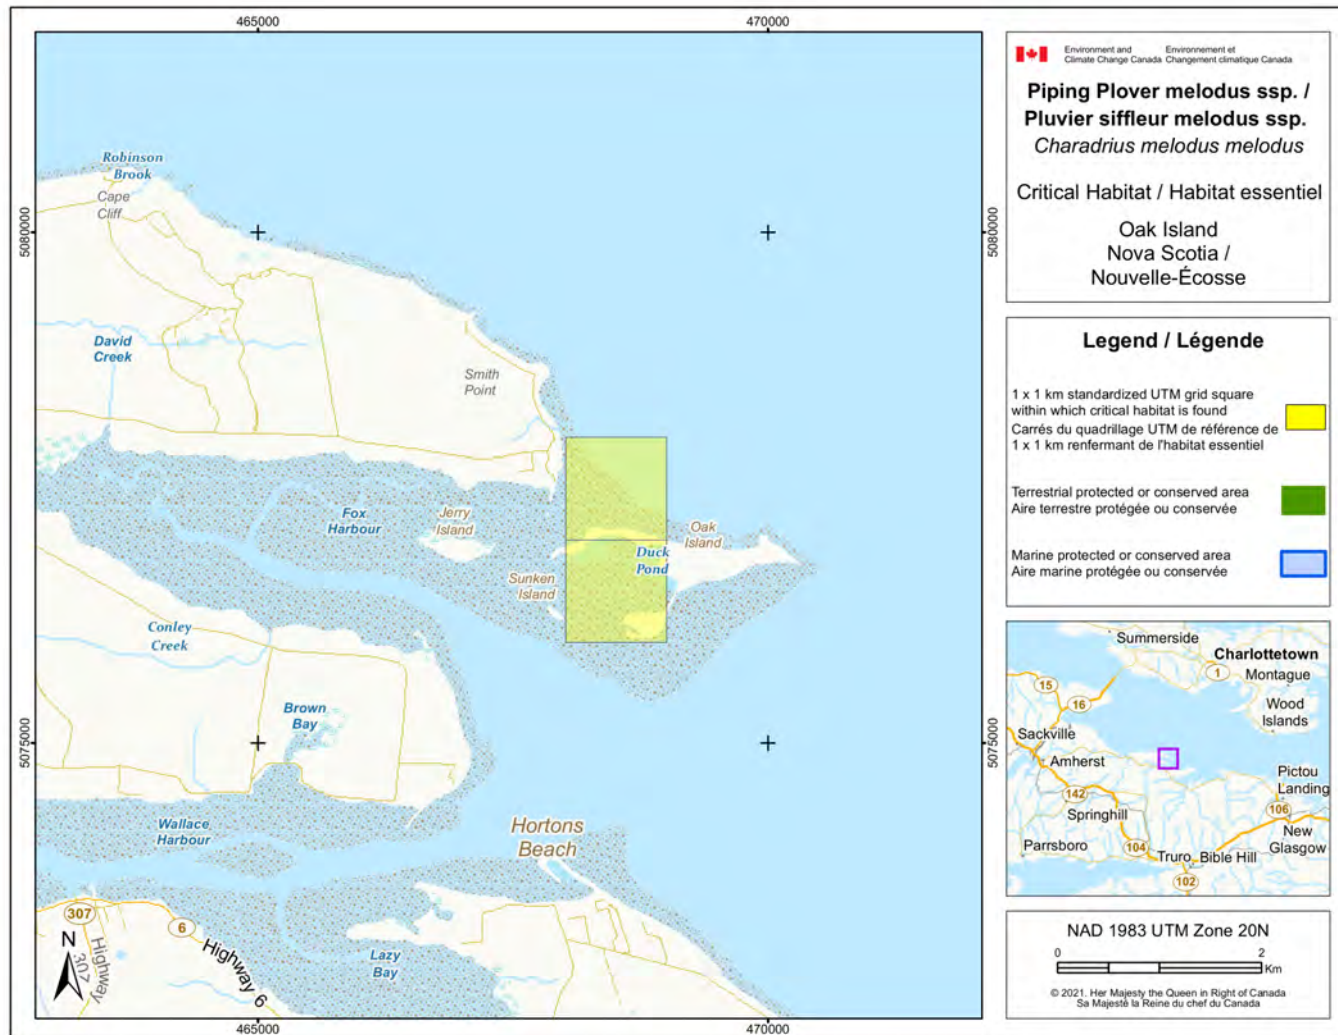 465000
470000
5080000
5080000
5075000
5075000
465000
470000
Robinson
Brook
Cape
Cliff
David
Creek
Smith
Point
Fox
Harbour
Jerry
Island
Oak
Island
Duck
Pond
Sunken
Island
Conley
Creek
Brown
Bay
Wallace
Harbour
Hortons
Beach
307
6
Highway 6
Highway
307
Lazy
Bay
N
Environment and
Climate Change Canada
Environnement et
Changement climatique Canada
Piping Plover melodus ssp. /
Pluvier siffleur melodus ssp.
Charadrius melodus melodus
Critical Habitat / Habitat essentiel
Oak Island
Nova Scotia /
Nouvelle-Écosse
Legend / Légende
1 x 1 km standardized UTM grid square
within which critical habitat is found
Carrés du quadrillage UTM de référence de
1 x 1 km renfermant de l'habitat essentiel
Terrestrial protected or conserved area
Aire terrestre protégée ou conservée
Marine protected or conserved area
Aire marine protégée ou conservée
Summerside
Charlottetown
1
Montague
15
16
Wood
Islands
Sackville
Amherst
Pictou
Landing
142
106
Springhill
New
Glasgow
Parrsboro
104
Truro
Bible Hill
102
NAD 1983 UTM Zone 20N
0
2
Km
© 2021. Her Majesty the Queen in Right of Canada
Sa Majesté la Reine du chef du Canada